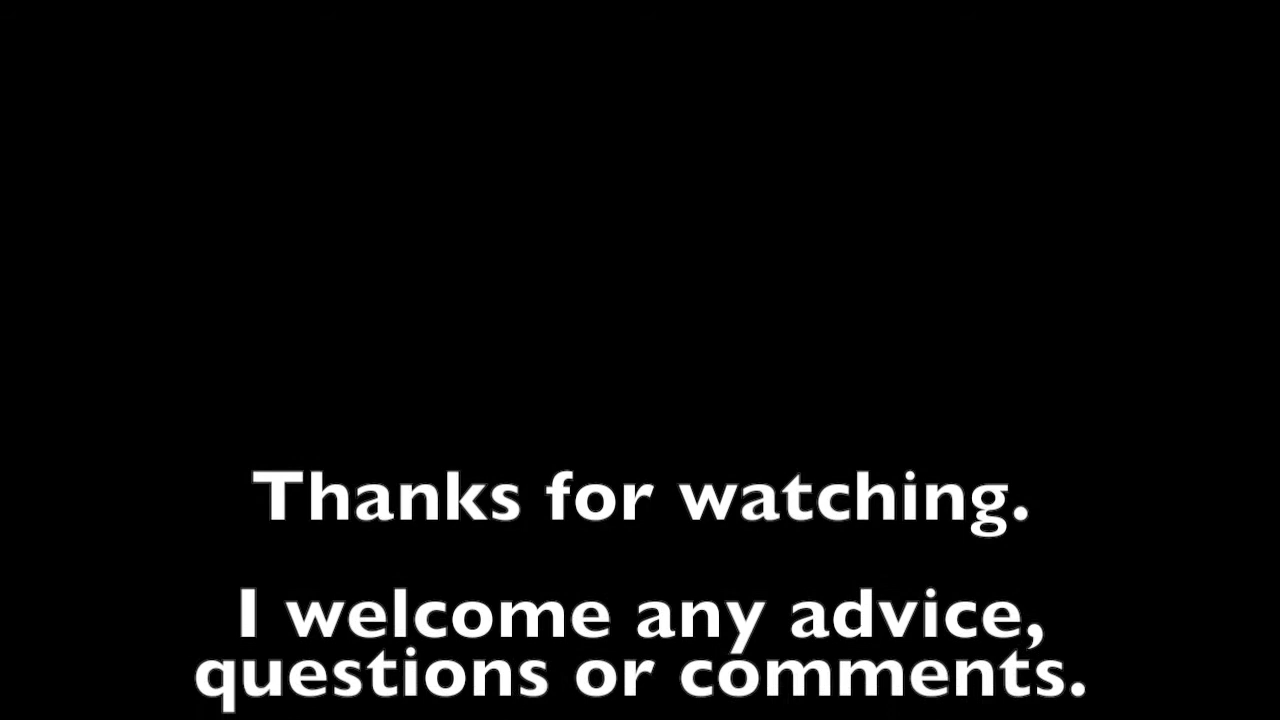 Thanks for watching.
I welcome any advice,
questions or comments.